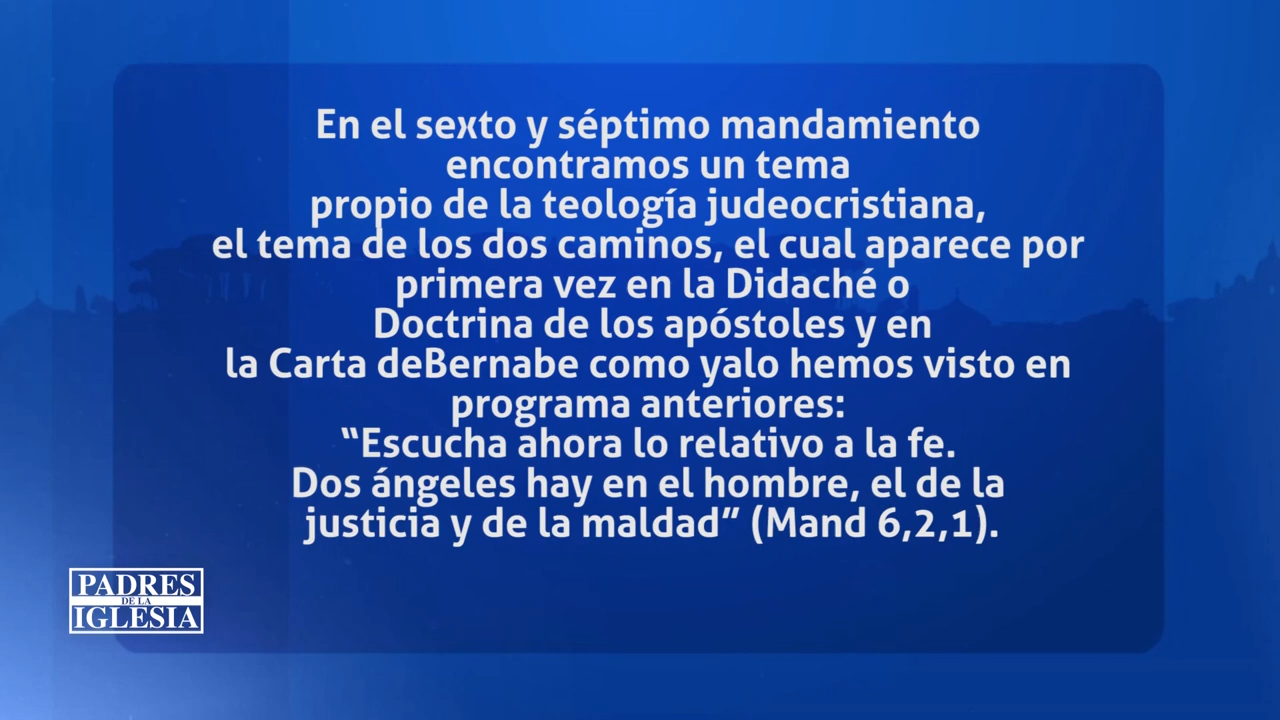 En el sexto y séptimo mandamiento
encontramos un tema
propio de la teología judeocristiana,
el tema de los dos caminos, el cual aparece por
primera vez en la Didaché o
Doctrina de los apóstoles y en
la Carta deBernabe como yalo hemos visto en
programa anteriores:
“Escucha ahora lo relativo a la fe.
Dos ángeles hay en el hombre, el de la
justicia y de la maldad” (Mand 6,2,1).
PADRES
DE LA
IGLESIA